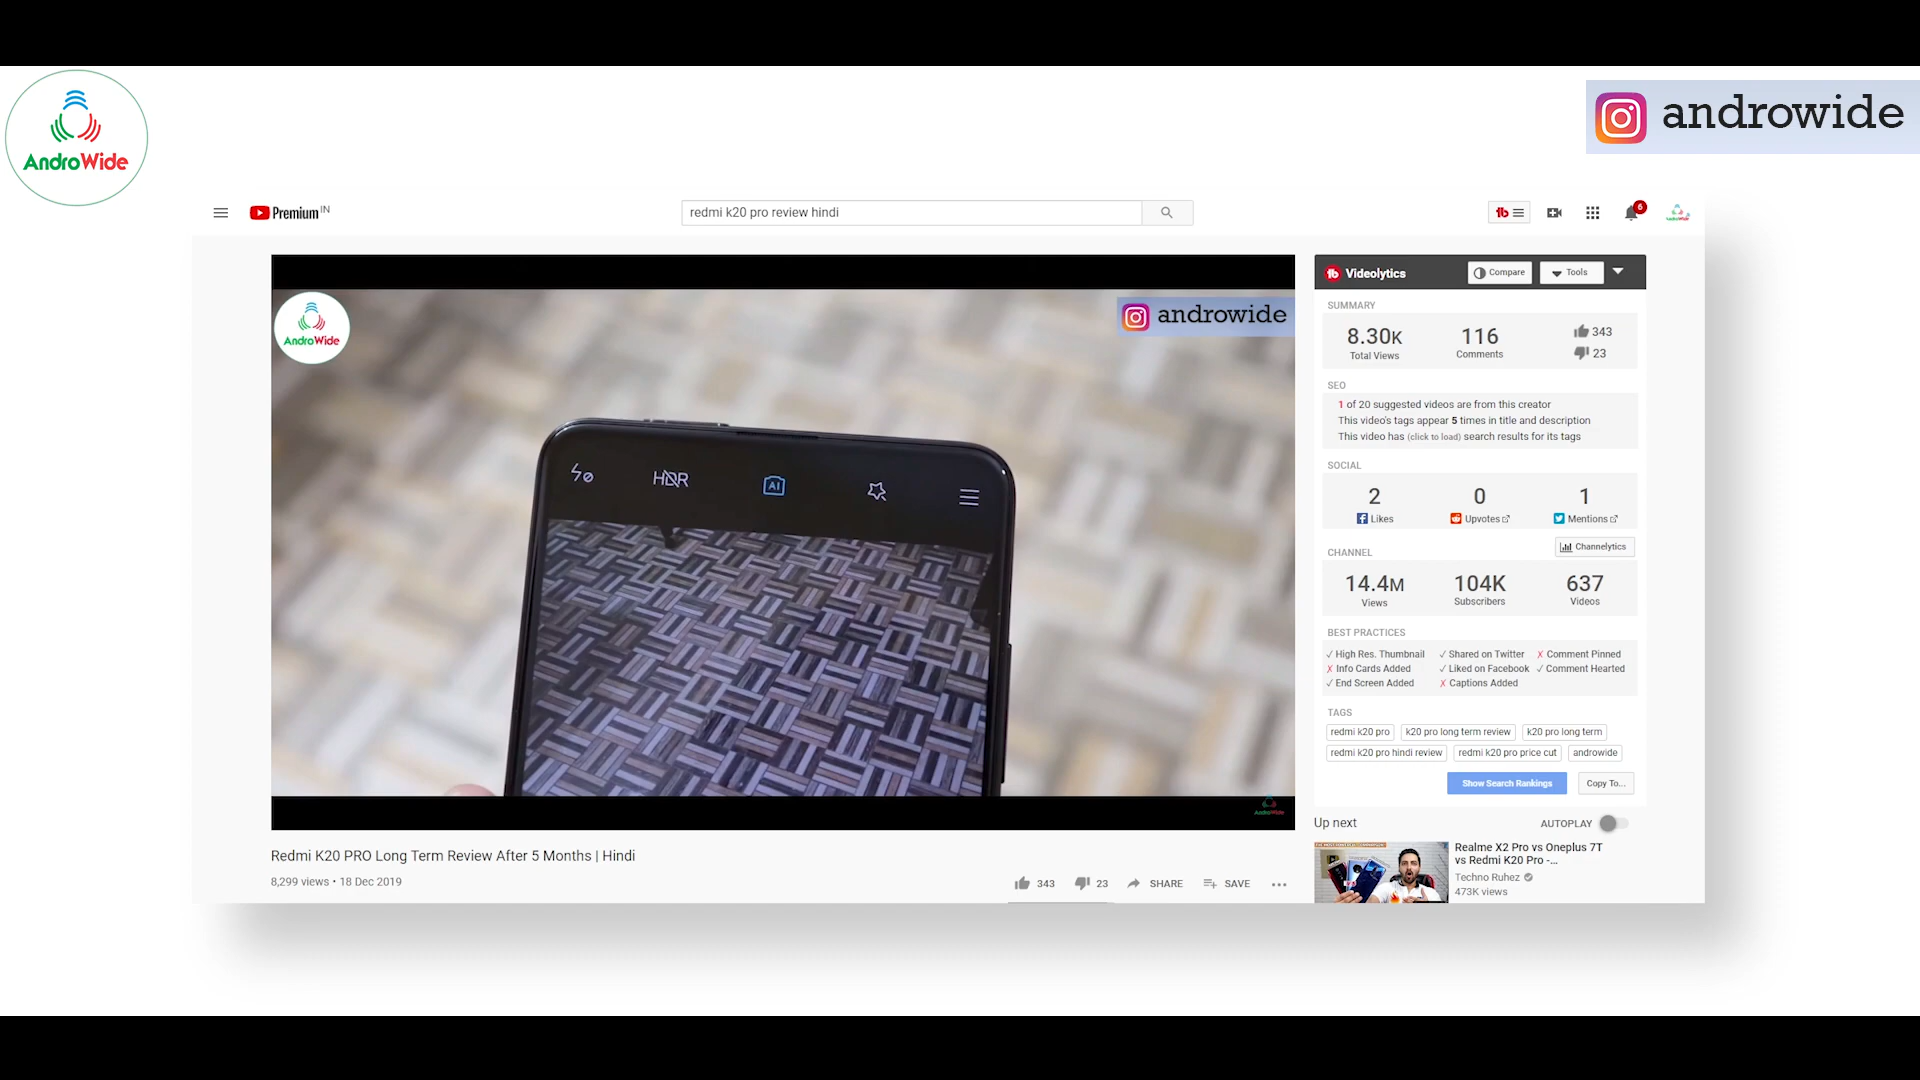 AndroWide
androwide
Premium IN
redmi k20 pro review hindi
6
AndroWide
androwide
HDR
AI
AndroWide
Redmi K20 PRO Long Term Review After 5 Months | Hindi
8,299 views • 18 Dec 2019
343
23
SHARE
SAVE
Videolytics
Compare
Tools
SUMMARY
8.30K
Total Views
116
Comments
343
23
SEO
1 of 20 suggested videos are from this creator
This video's tags appear 5 times in title and description
This video has (click to load) search results for its tags
SOCIAL
2
Likes
0
Upvotes
1
Mentions
CHANNEL
Channelytics
14.4M
Views
104K
Subscribers
637
Videos
BEST PRACTICES
✓ High Res. Thumbnail ✓ Shared on Twitter ✗ Comment Pinned
✗ Info Cards Added ✓ Liked on Facebook ✓ Comment Hearted
✓ End Screen Added ✗ Captions Added
TAGS
redmi k20 pro k20 pro long term review k20 pro long term
redmi k20 pro hindi review redmi k20 pro price cut androwide
Show Search Rankings Copy To...
Up next
AUTOPLAY
Realme X2 Pro vs Oneplus 7T
vs Redmi K20 Pro -...
Techno Ruhez
473K views